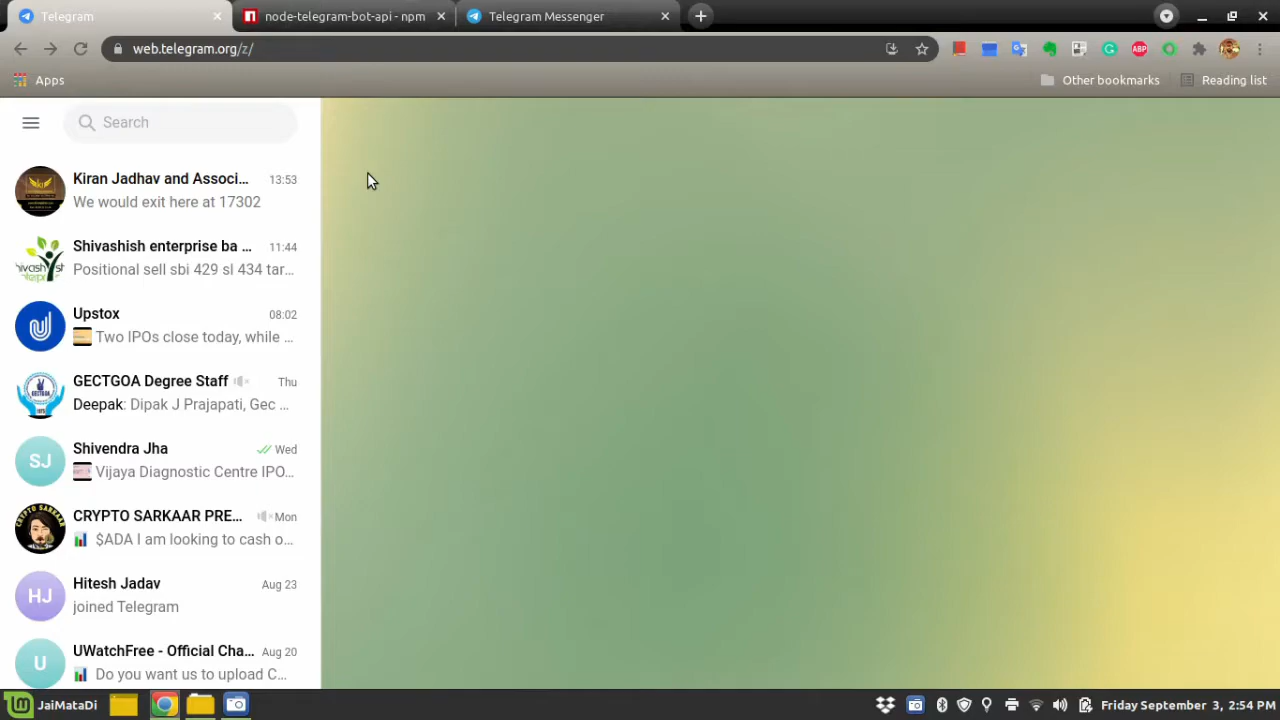 Telegram
node-telegram-bot-api - npm
Telegram Messenger
web.telegram.org/z/
Apps
Other bookmarks
Reading list
Search
Kiran Jadhav and Associ... 13:53
We would exit here at 17302
Shivashish enterprise ba ... 11:44
Positional sell sbi 429 sl 434 tar...
Upstox 08:02
Two IPOs close today, while ...
GECTGOA Degree Staff Thu
Deepak: Dipak J Prajapati, Gec ...
SJ
Shivendra Jha Wed
Vijaya Diagnostic Centre IPO...
CRYPTO SARKAAR PRE... Mon
$ADA I am looking to cash o...
HJ
Hitesh Jadav Aug 23
joined Telegram
U
UWatchFree - Official Cha... Aug 20
Do you want us to upload C...
JaiMataDi
Friday September 3, 2:54 PM